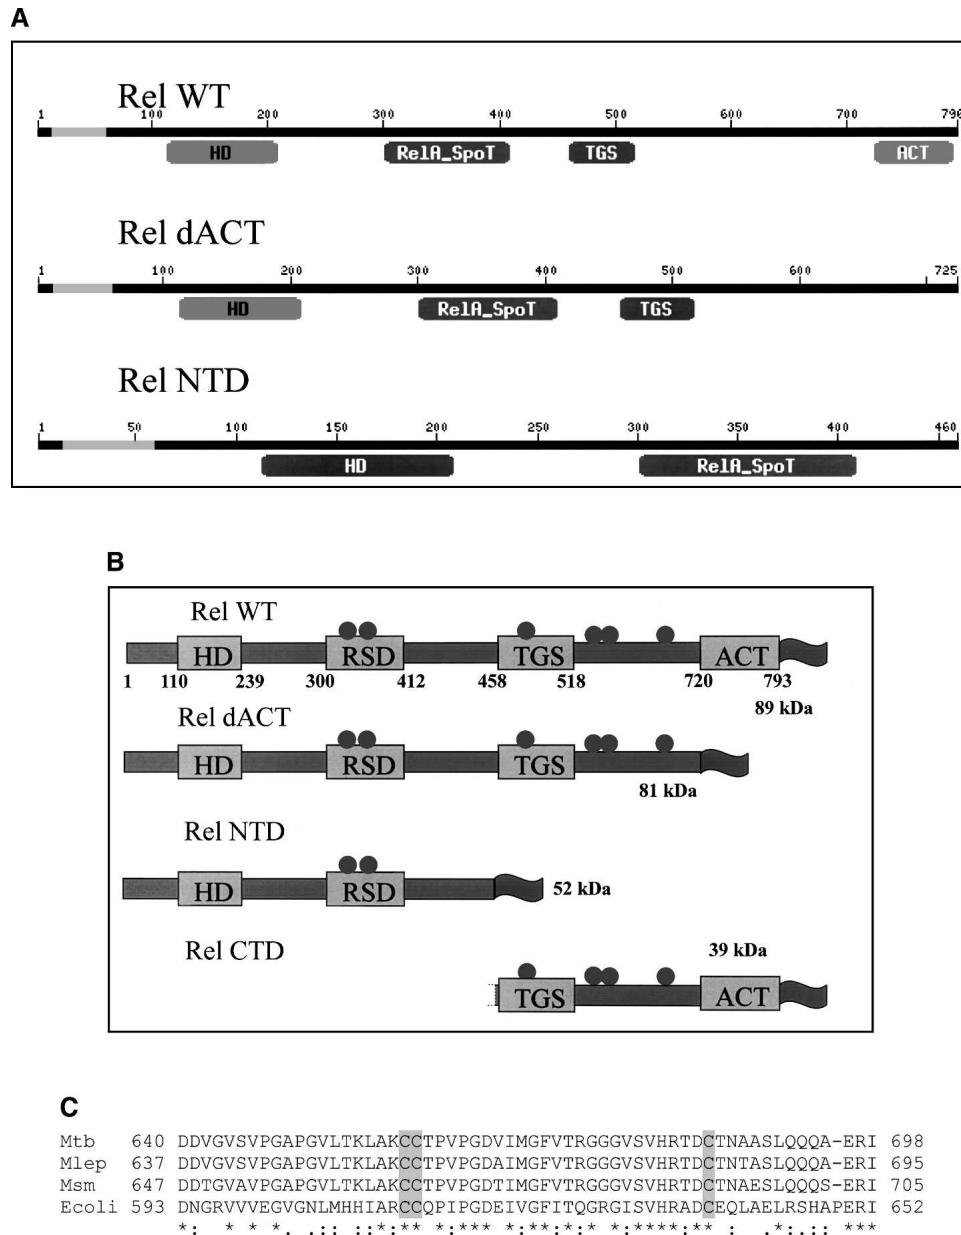 A
Rel WT
1 100 200 300 400 500 600 700 790
HD RelA_SpoT TGS ACT
Rel dACT
1 100 200 300 400 500 600 725
HD RelA_SpoT TGS
Rel NTD
1 50 100 150 200 250 300 350 400 460
HD RelA_SpoT
B
Rel WT
HD RSD TGS ACT
1 110 239 300 412 458 518 720 793
89 kDa
Rel dACT
HD RSD TGS
81 kDa
Rel NTD
HD RSD
52 kDa
Rel CTD
39 kDa
TGS ACT
C
Mtb 640 DDVGVSVPGAPGVLTKLAKCCTPVPGDVIMGFVTRGGGVSVHRTDCTNAASLQQQA-ERI 698
Mlep 637 DDVGVSVPGAPGVLTKLAKCCTPVPGDAIMGFVTRGGGVSVHRTDCTNTASLQQQA-ERI 695
Msm 647 DDTGVAVPGAPGVLTKLAKCCTPVPGDTIMGFVTRGGGVSVHRTDCTNAESLQQQS-ERI 705
Ecoli 593 DNGRVVVEGVGNLMHHIARCCQPIPGDEIVGFITQGRGISVHRADCEQLAELRSHAPERI 652
*: * * * *. .:: :*:** *:*** *:**:*:* *:****:** : .*.:: ***